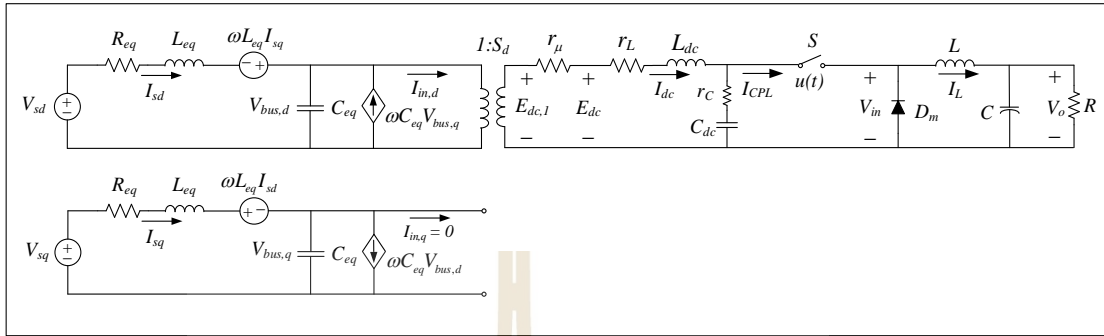 R_eq L_eq ωL_eq I_sq 1:S_d r_μ r_L L_dc S L
I_sd I_in,d I_dc r_C I_CPL u(t) I_L
V_sd V_bus,d C_eq E_dc,1 E_dc V_in D_m C V_o R
ωC_eq V_bus,q C_dc
R_eq L_eq ωL_eq I_sd
I_sq I_in,q = 0
V_sq V_bus,q C_eq
ωC_eq V_bus,d